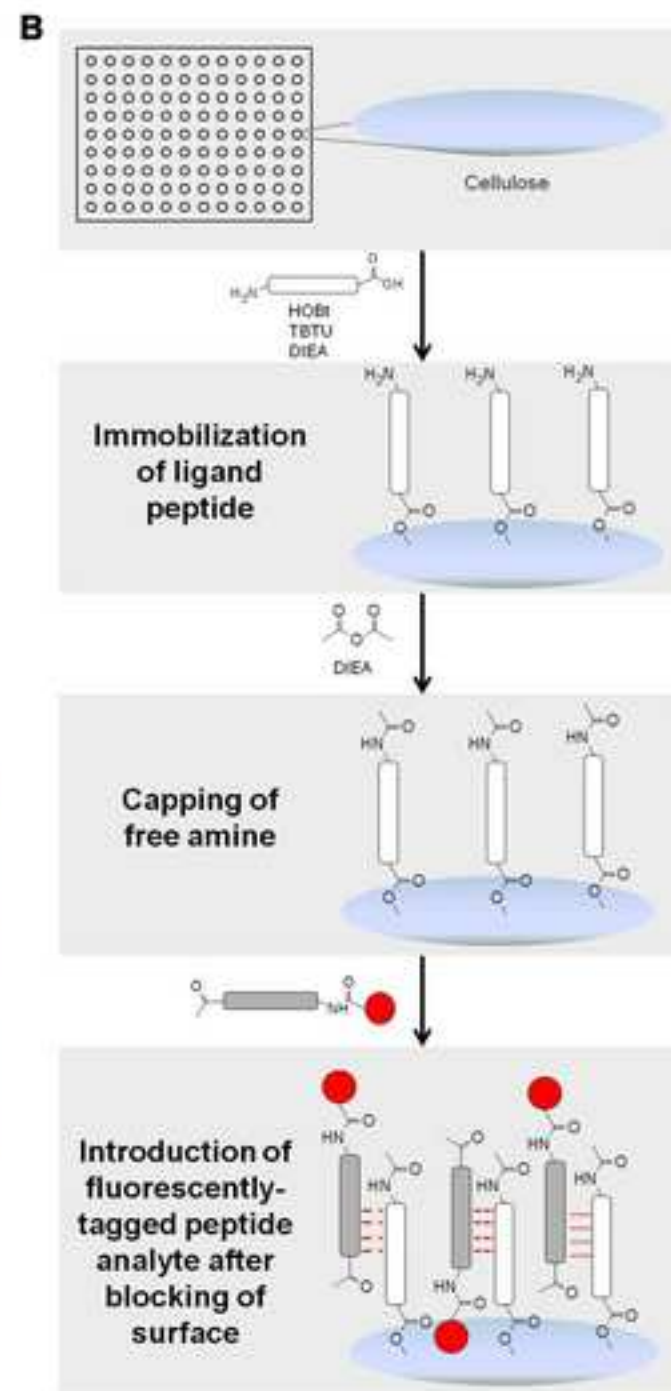 B
Cellulose
O
H₂N
OH
HOBt
TBTU
DIEA
H₂N H₂N H₂N
Immobilization
of ligand
peptide
O O O
O O O
O O
O
DIEA
O O O
HN HN HN
Capping of
free amine
O O O
O O O
O O
NH
Introduction of
fluorescently-
tagged peptide
analyte after
blocking of
surface
O O O
HN HN
O O O
HN HN HN
O O
HN O
O O O
O O O